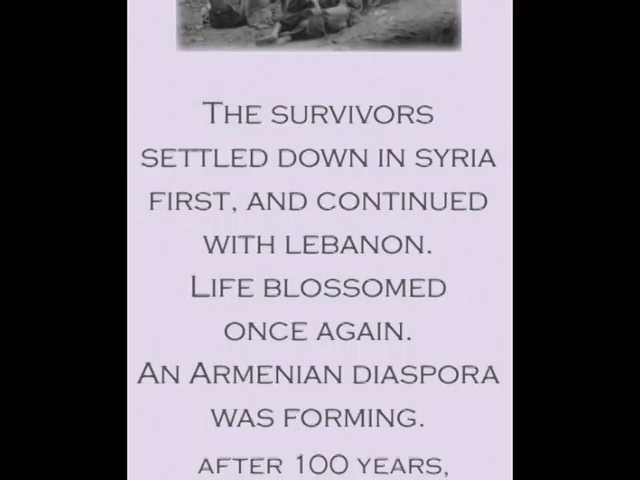 THE SURVIVORS
SETTLED DOWN IN SYRIA
FIRST, AND CONTINUED
WITH LEBANON.
LIFE BLOSSOMED
ONCE AGAIN.
AN ARMENIAN DIASPORA
WAS FORMING.
AFTER 100 YEARS,